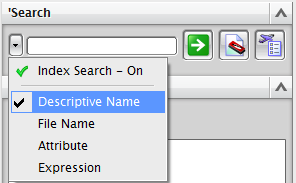 'Search
Index Search - On
Descriptive Name
File Name
Attribute
Expression